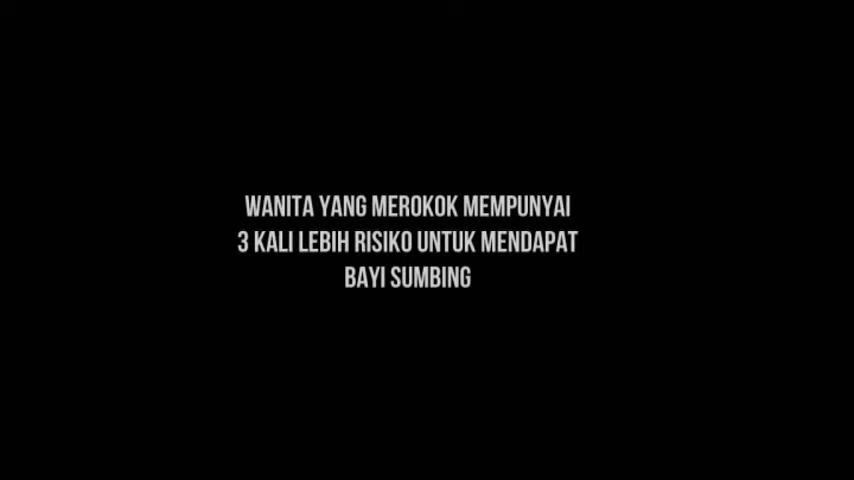 WANITA YANG MEROKOK MEMPUNYAI
3 KALI LEBIH RISIKO UNTUK MENDAPAT
BAYI SUMBING